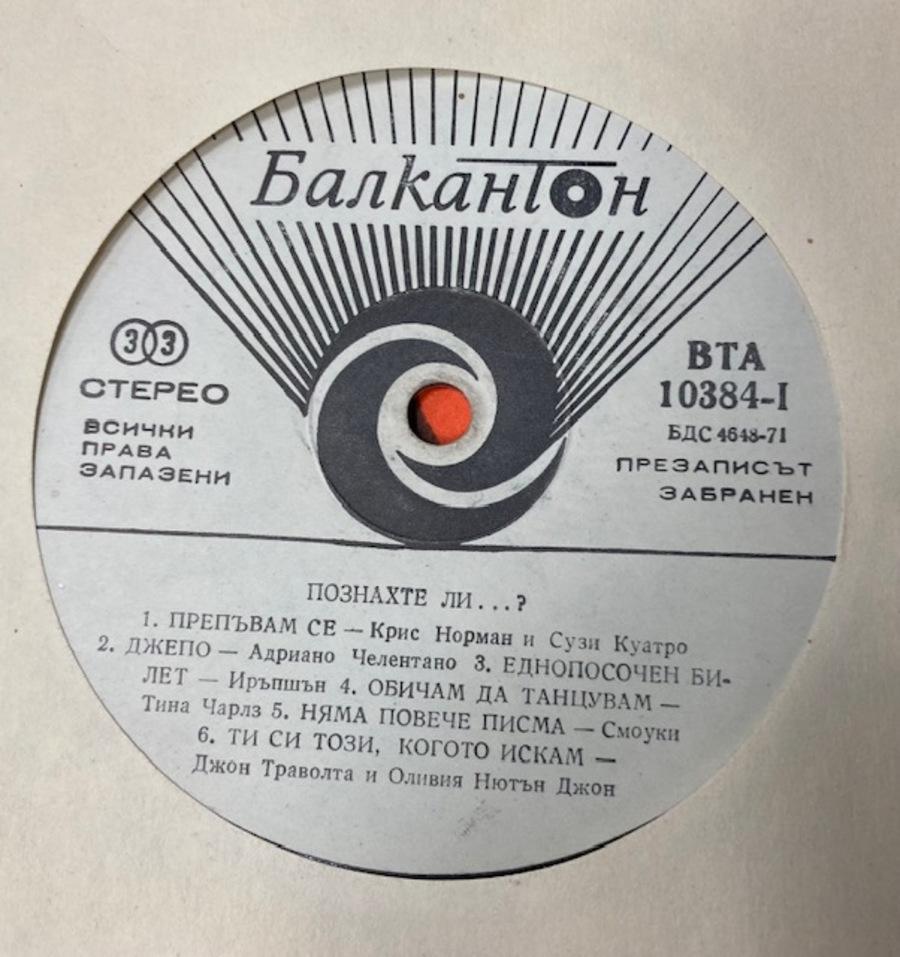 БалканТон
33
СТЕРЕО
ВСИЧКИ
ПРАВА
ЗАПАЗЕНИ
ВТА
10384-I
БДС 4648-71
ПРЕЗАПИСЪТ
ЗАБРАНЕН
ПОЗНАХТЕ ЛИ...?
1. ПРЕПЪВАМ СЕ — Крис Норман и Сузи Куатро
2. ДЖЕПО — Адриано Челентано 3. ЕДНОПОСОЧЕН БИ-
ЛЕТ — Иръпшън 4. ОБИЧАМ ДА ТАНЦУВАМ —
Тина Чарлз 5. НЯМА ПОВЕЧЕ ПИСМА — Смоуки
6. ТИ СИ ТОЗИ, КОГОТО ИСКАМ —
Джон Траволта и Оливия Нютън Джон